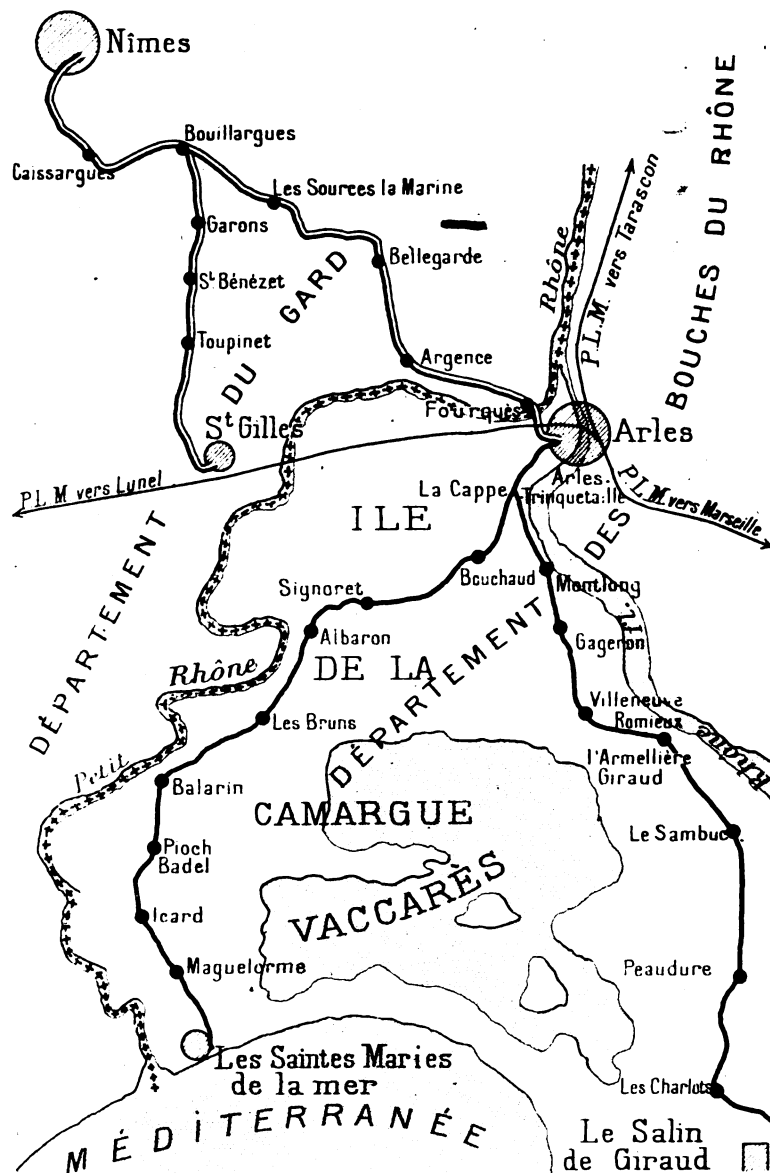 Nîmes
Bouillargues
Caissargues
Les Sources la Marine
Garons
Bellegarde
St Bénézet
Toupinet
Argence
Fourques
St Gilles
Arles
Arles-Trinquetaille
Rhône
P.L.M. vers Tarascon
BOUCHES DU RHÔNE
DU GARD
DÉPARTEMENT
P.L.M vers Lunel
P.L.M. vers Marseille
La Cappe
ILE
DES
Bouchaud
Montlong
Signoret
Albaron
Gageron
DE LA
DÉPARTEMENT
Rhône
Petit
Les Bruns
Villeneuve
Romieux
l'Armellière
Giraud
Rhône
Balarin
CAMARGUE
Le Sambuc
Pioch
Badel
VACCARÈS
Icard
Maguelonne
Peaudure
Les Saintes Maries
de la mer
Les Charlots
MÉDITERRANÉE
Le Salin
de Giraud